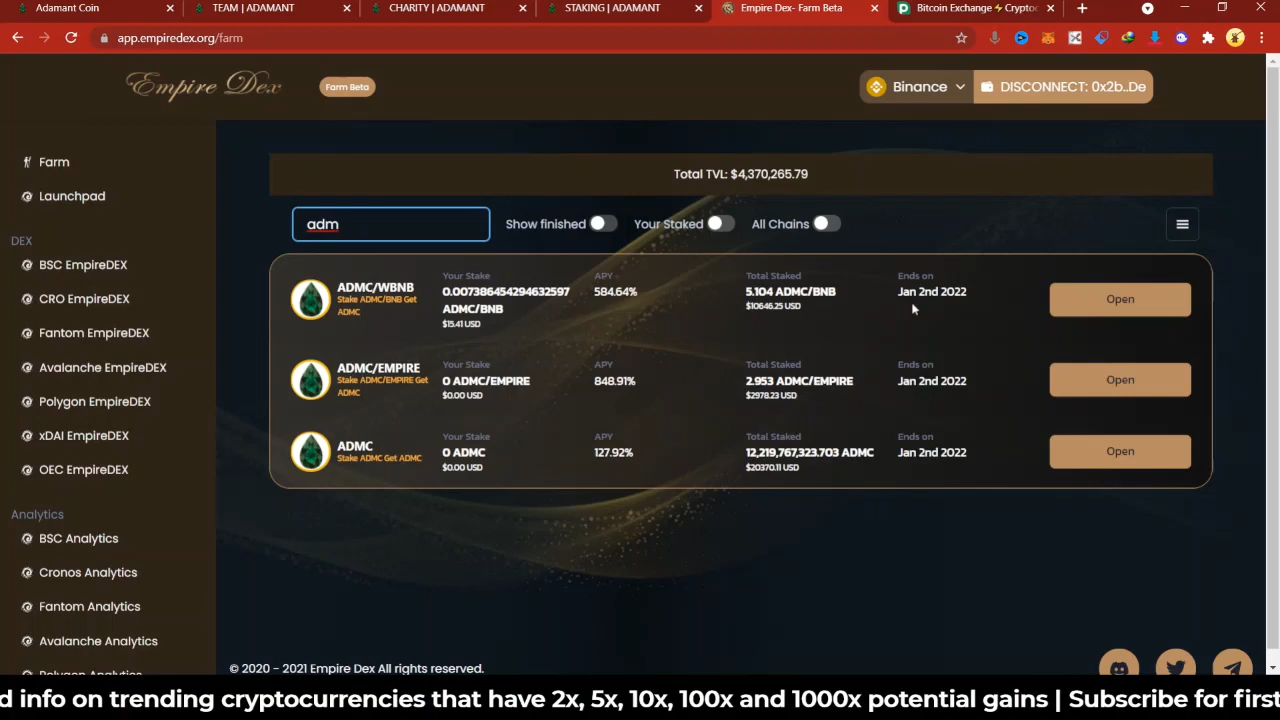 Adamant Coin
TEAM | ADAMANT
CHARITY | ADAMANT
STAKING | ADAMANT
Empire Dex- Farm Beta
Bitcoin Exchange ⚡ Cryptoc
app.empiredex.org/farm
Empire Dex
Farm Beta
Binance
DISCONNECT: 0x2b..De
Farm
Launchpad
DEX
BSC EmpireDEX
CRO EmpireDEX
Fantom EmpireDEX
Avalanche EmpireDEX
Polygon EmpireDEX
xDAI EmpireDEX
OEC EmpireDEX
Analytics
BSC Analytics
Cronos Analytics
Fantom Analytics
Avalanche Analytics
Polygon Analytics
Total TVL: $4,370,265.79
adm
Show finished
Your Staked
All Chains
ADMC/WBNB
Stake ADMC/BNB Get
ADMC
Your Stake
0.007386454294632597
ADMC/BNB
$15.41 USD
APY
584.64%
Total Staked
5.104 ADMC/BNB
$10646.25 USD
Ends on
Jan 2nd 2022
Open
ADMC/EMPIRE
Stake ADMC/EMPIRE Get
ADMC
Your Stake
0 ADMC/EMPIRE
$0.00 USD
APY
848.91%
Total Staked
2.953 ADMC/EMPIRE
$2978.23 USD
Ends on
Jan 2nd 2022
Open
ADMC
Stake ADMC Get ADMC
Your Stake
0 ADMC
$0.00 USD
APY
127.92%
Total Staked
12,219,767,323.703 ADMC
$20370.11 USD
Ends on
Jan 2nd 2022
Open
© 2020 - 2021 Empire Dex All rights reserved.
d info on trending cryptocurrencies that have 2x, 5x, 10x, 100x and 1000x potential gains | Subscribe for first